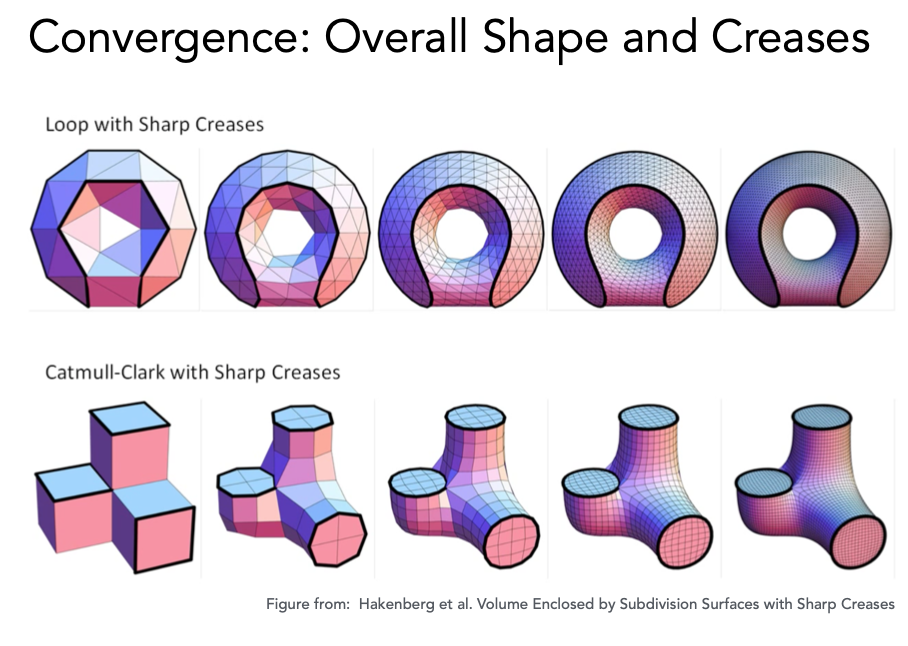 Convergence: Overall Shape and Creases
Loop with Sharp Creases
Catmull-Clark with Sharp Creases
Figure from: Hakenberg et al. Volume Enclosed by Subdivision Surfaces with Sharp Creases